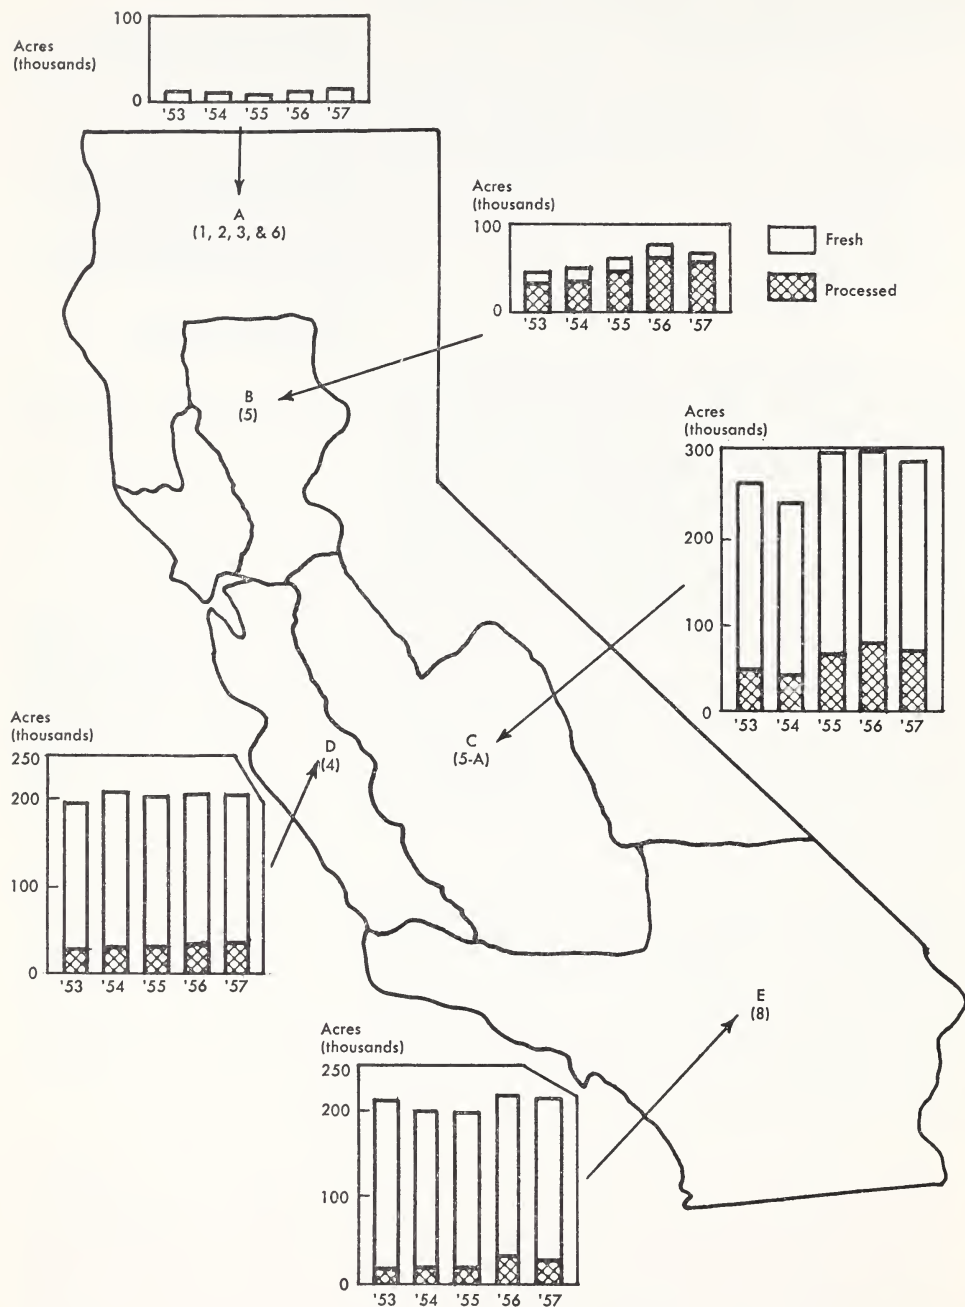 Acres
(thousands)
100
0
'53 '54 '55 '56 '57
A
(1, 2, 3, & 6)
Acres
(thousands)
100
0
'53 '54 '55 '56 '57
Fresh
Processed
B
(5)
Acres
(thousands)
300
200
100
0
'53 '54 '55 '56 '57
C
(5-A)
D
(4)
Acres
(thousands)
250
200
100
0
'53 '54 '55 '56 '57
E
(8)
Acres
(thousands)
250
200
100
0
'53 '54 '55 '56 '57